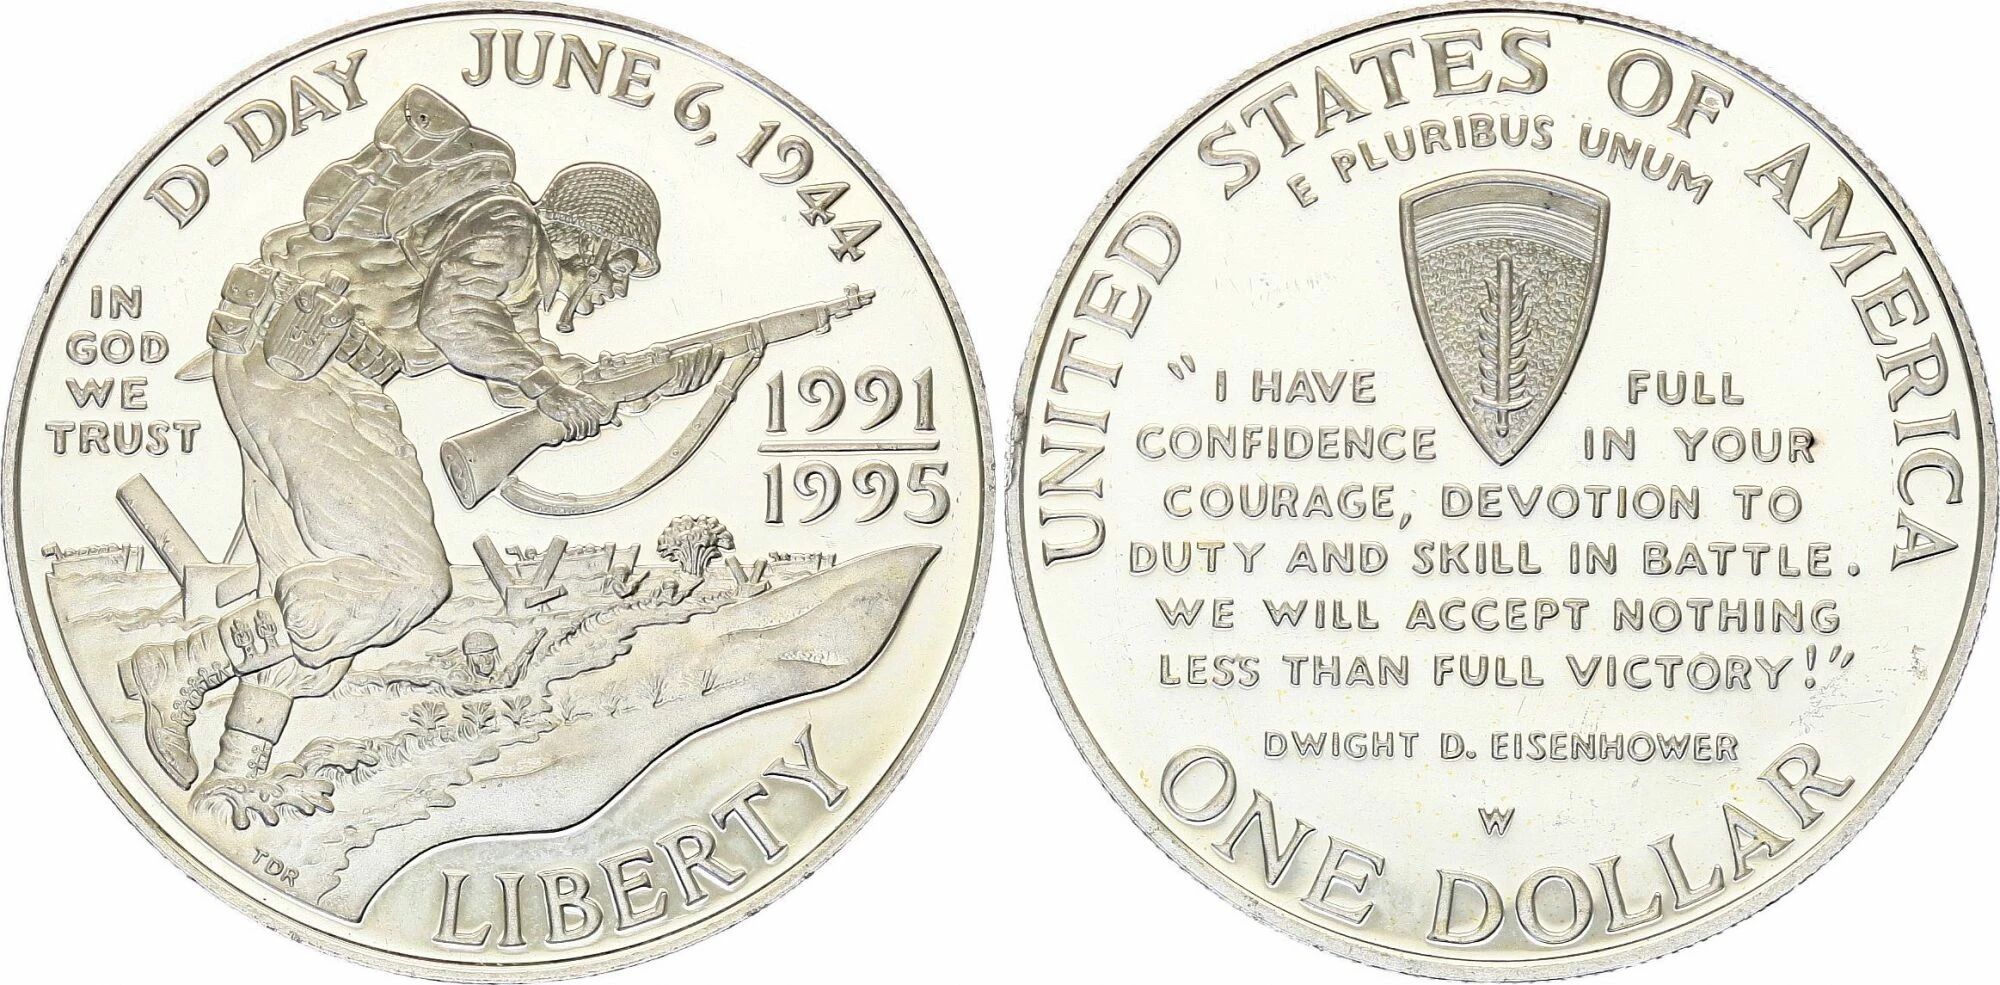 D-DAY JUNE 6, 1944
IN
GOD
WE
TRUST
1991
1995
TDR
LIBERTY
UNITED STATES OF AMERICA
E PLURIBUS UNUM
"I HAVE FULL
CONFIDENCE IN YOUR
COURAGE, DEVOTION TO
DUTY AND SKILL IN BATTLE.
WE WILL ACCEPT NOTHING
LESS THAN FULL VICTORY!"
DWIGHT D. EISENHOWER
W
ONE DOLLAR